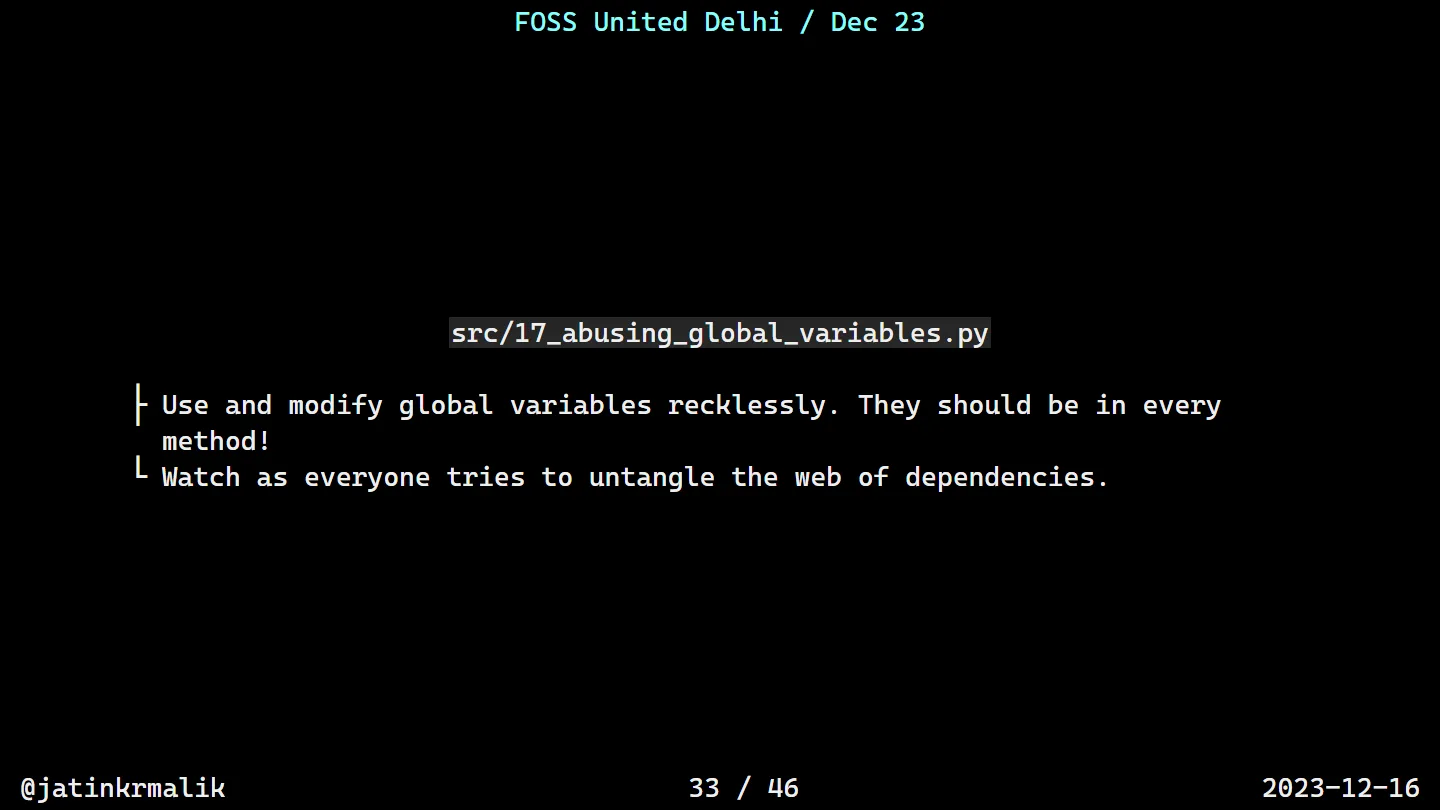 FOSS United Delhi / Dec 23
src/17_abusing_global_variables.py
├ Use and modify global variables recklessly. They should be in every
method!
└ Watch as everyone tries to untangle the web of dependencies.
@jatinkrmalik 33 / 46 2023-12-16